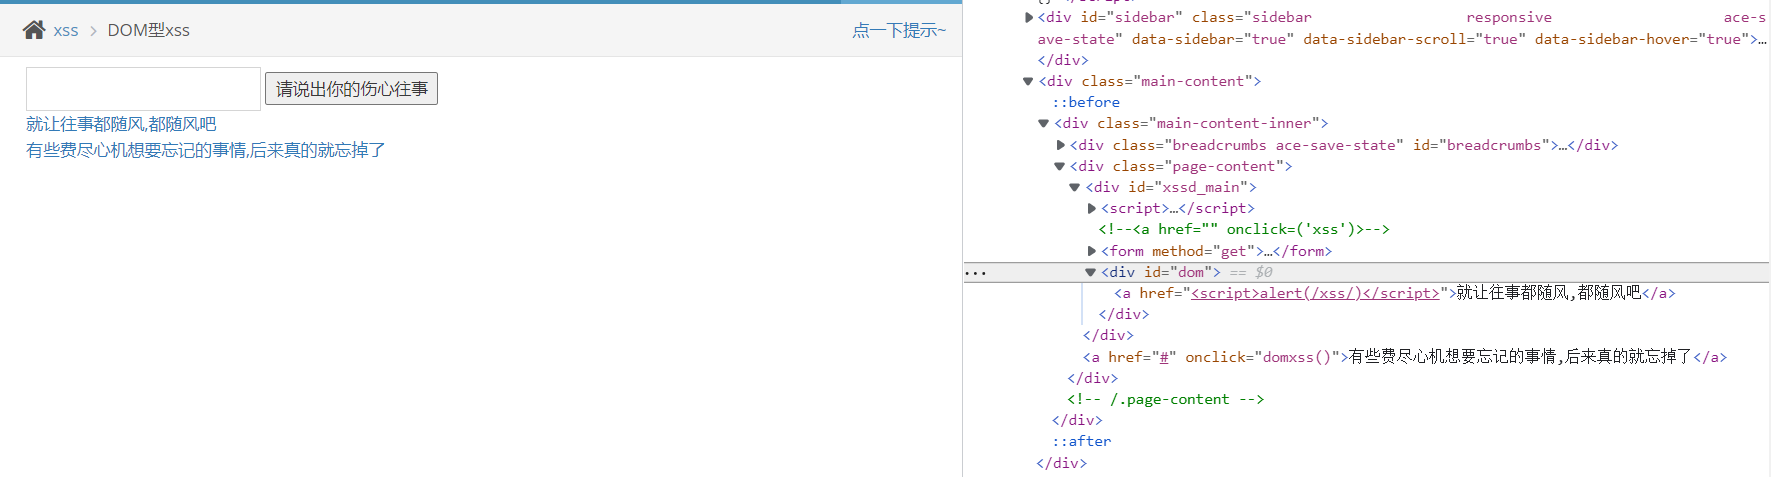 xss > DOM型xss 点一下提示~
请说出你的伤心往事
就让往事都随风,都随风吧
有些费尽心机想要忘记的事情,后来真的就忘掉了
<div id="sidebar" class="sidebar responsive ace-s
ave-state" data-sidebar="true" data-sidebar-scroll="true" data-sidebar-hover="true">…
</div>
<div class="main-content">
::before
<div class="main-content-inner">
<div class="breadcrumbs ace-save-state" id="breadcrumbs">…</div>
<div class="page-content">
<div id="xssd_main">
<script>…</script>
<!--<a href="" onclick=('xss')>-->
<form method="get">…</form>
<div id="dom"> == $0
<a href="<script>alert(/xss/)</script>">就让往事都随风,都随风吧</a>
</div>
</div>
<a href="#" onclick="domxss()">有些费尽心机想要忘记的事情,后来真的就忘掉了</a>
</div>
<!-- /.page-content -->
</div>
::after
</div>